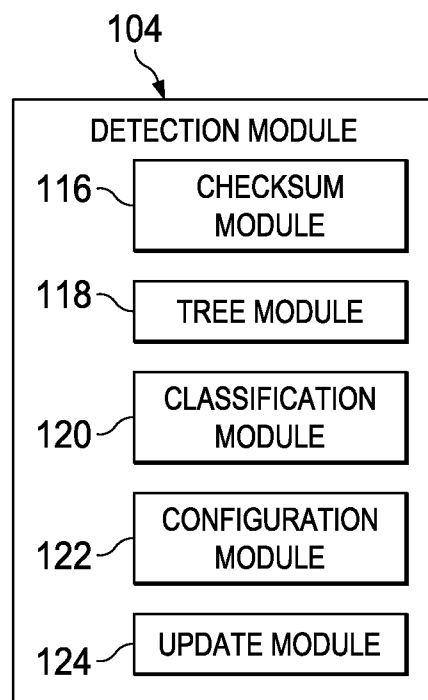 104
DETECTION MODULE
116
CHECKSUM
MODULE
118
TREE MODULE
120
CLASSIFICATION
MODULE
122
CONFIGURATION
MODULE
124
UPDATE MODULE